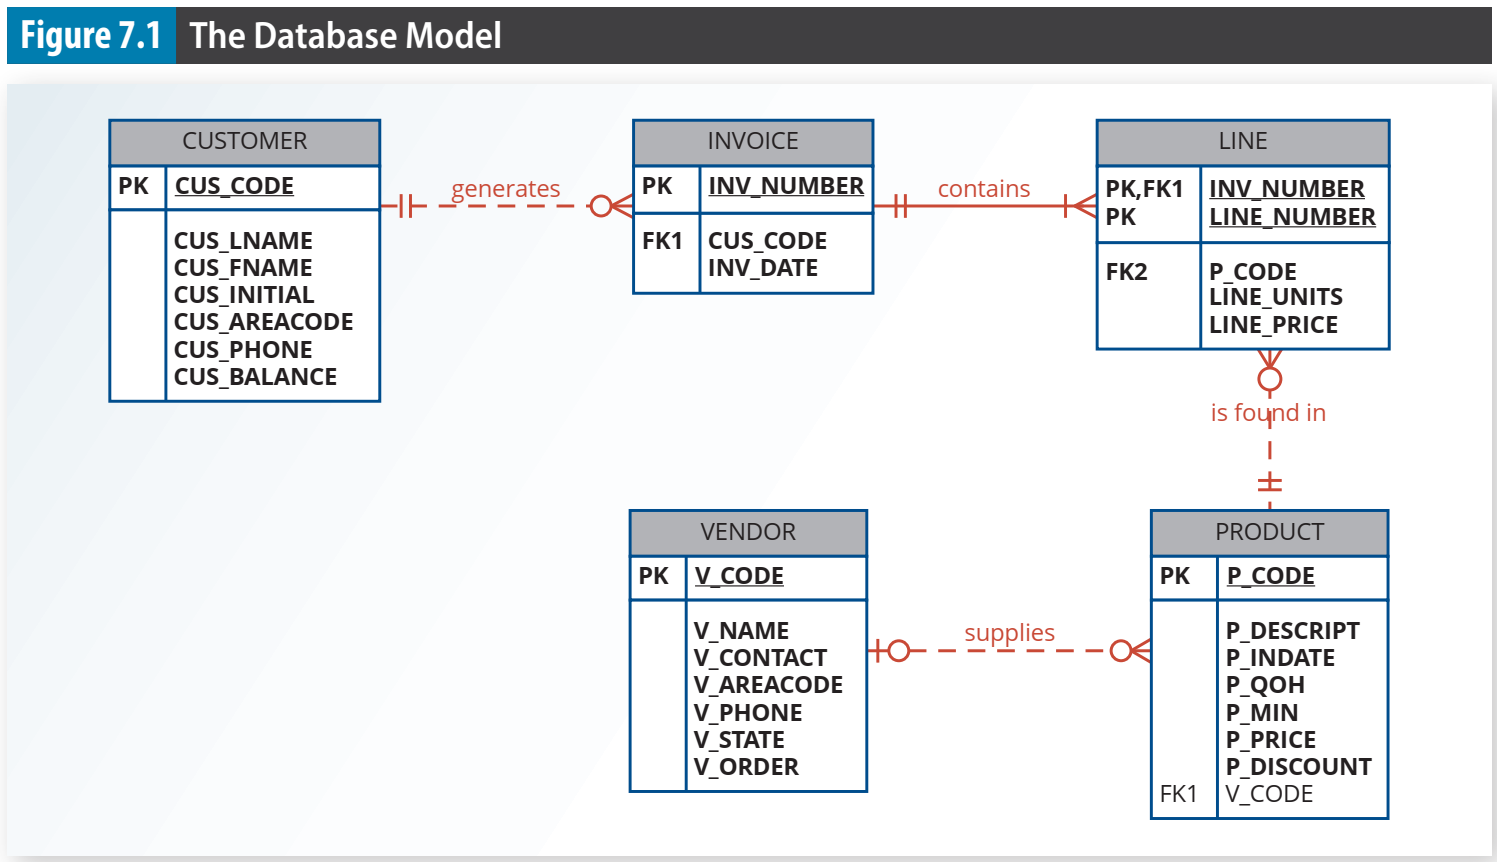 Figure 7.1 The Database Model
CUSTOMER
PK CUS_CODE
CUS_LNAME
CUS_FNAME
CUS_INITIAL
CUS_AREACODE
CUS_PHONE
CUS_BALANCE
generates
INVOICE
PK INV_NUMBER
FK1 CUS_CODE
INV_DATE
contains
LINE
PK,FK1 INV_NUMBER
PK LINE_NUMBER
FK2 P_CODE
LINE_UNITS
LINE_PRICE
is found in
VENDOR
PK V_CODE
V_NAME
V_CONTACT
V_AREACODE
V_PHONE
V_STATE
V_ORDER
supplies
PRODUCT
PK P_CODE
P_DESCRIPT
P_INDATE
P_QOH
P_MIN
P_PRICE
P_DISCOUNT
FK1 V_CODE